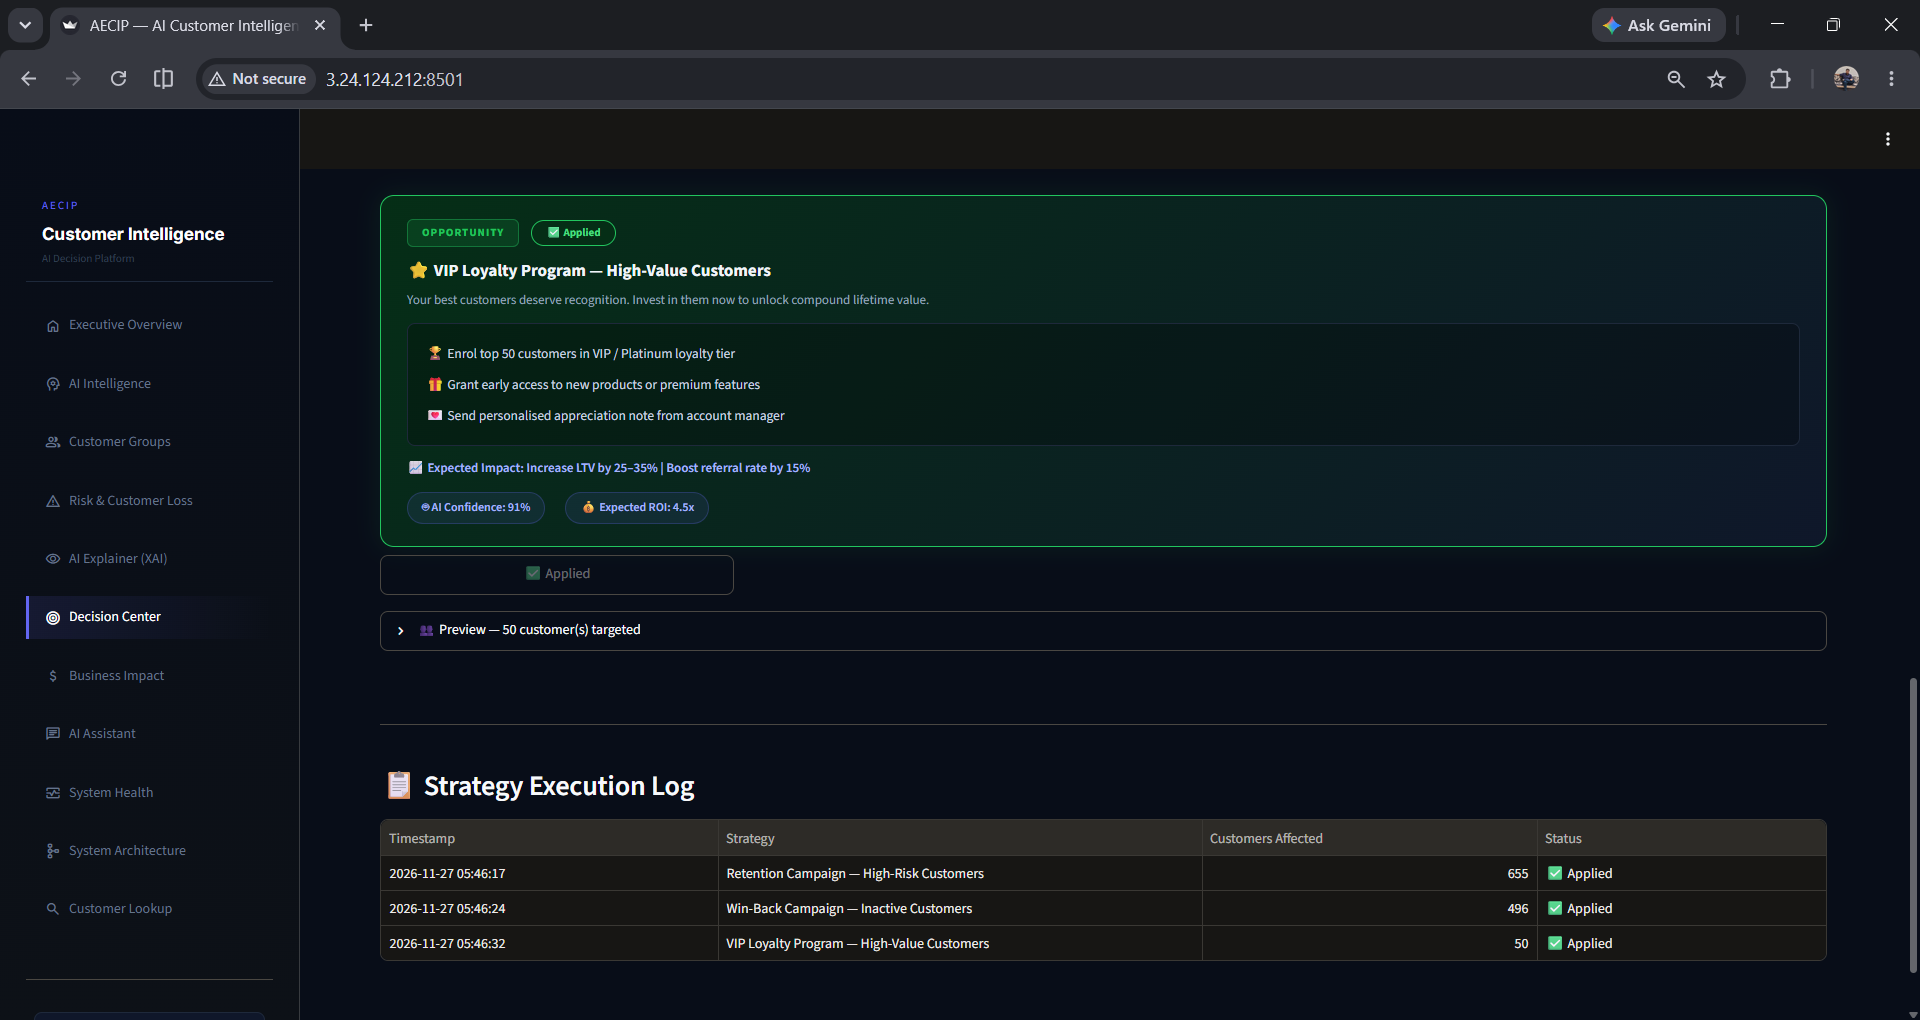 AECIP — AI Customer Intelligen
Ask Gemini
Not secure
3.24.124.212:8501
AECIP
Customer Intelligence
AI Decision Platform
Executive Overview
AI Intelligence
Customer Groups
Risk & Customer Loss
AI Explainer (XAI)
Decision Center
Business Impact
AI Assistant
System Health
System Architecture
Customer Lookup
OPPORTUNITY
✅ Applied
⭐ VIP Loyalty Program — High-Value Customers
Your best customers deserve recognition. Invest in them now to unlock compound lifetime value.
🏆 Enrol top 50 customers in VIP / Platinum loyalty tier
🎁 Grant early access to new products or premium features
💌 Send personalised appreciation note from account manager
📈 Expected Impact: Increase LTV by 25–35% | Boost referral rate by 15%
AI Confidence: 91%
💰 Expected ROI: 4.5x
✅ Applied
👥 Preview — 50 customer(s) targeted
📋 Strategy Execution Log
Timestamp Strategy Customers Affected Status
2026-11-27 05:46:17 Retention Campaign — High-Risk Customers 655 ✅ Applied
2026-11-27 05:46:24 Win-Back Campaign — Inactive Customers 496 ✅ Applied
2026-11-27 05:46:32 VIP Loyalty Program — High-Value Customers 50 ✅ Applied